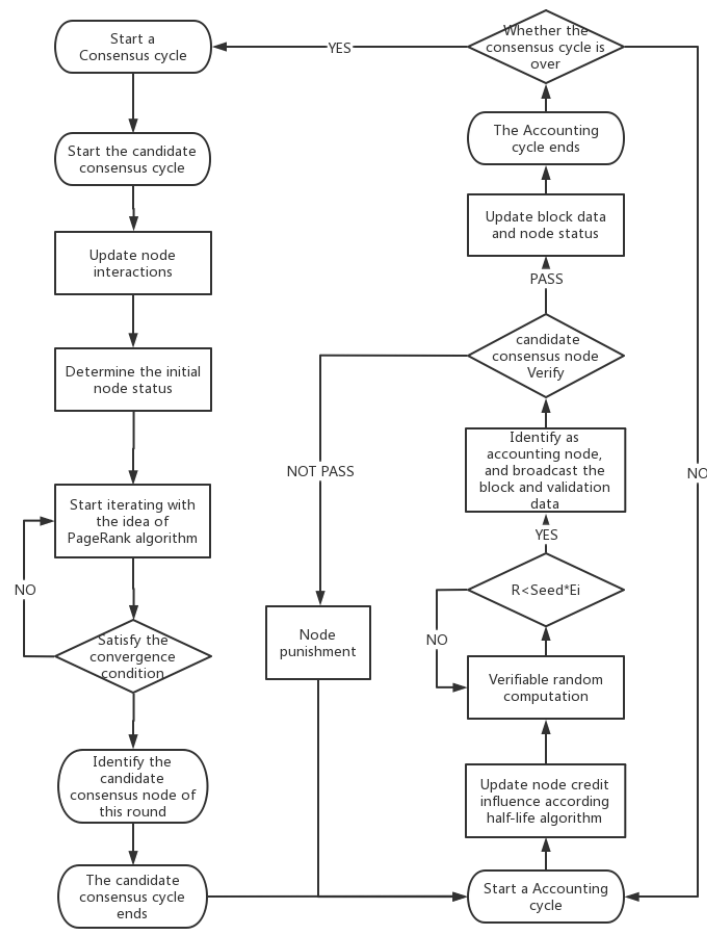 Start a
Consensus cycle
Start the candidate
consensus cycle
Update node
interactions
Determine the initial
node status
Start iterating with
the idea of
PageRank algorithm
NO
Satisfy the
convergence
condition
Identify the
candidate
consensus node of
this round
The candidate
consensus cycle
ends
YES
NOT PASS
Node
punishment
Whether the
consensus cycle is
over
The Accounting
cycle ends
Update block data
and node status
PASS
candidate
consensus node
Verify
Identify as
accounting node,
and broadcast the
block and validation
data
YES
R<Seed*Ei
NO
Verifiable random
computation
Update node credit
influence according
half-life algorithm
Start a Accounting
cycle
NO